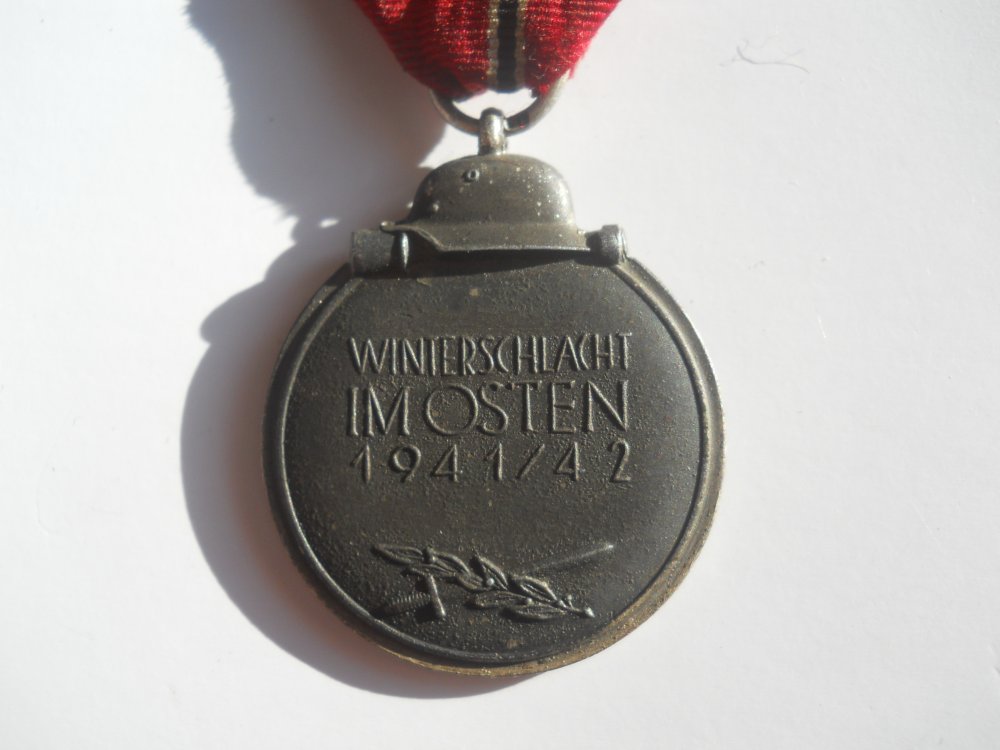 WINTERSCHLACHT
IM OSTEN
1941/42